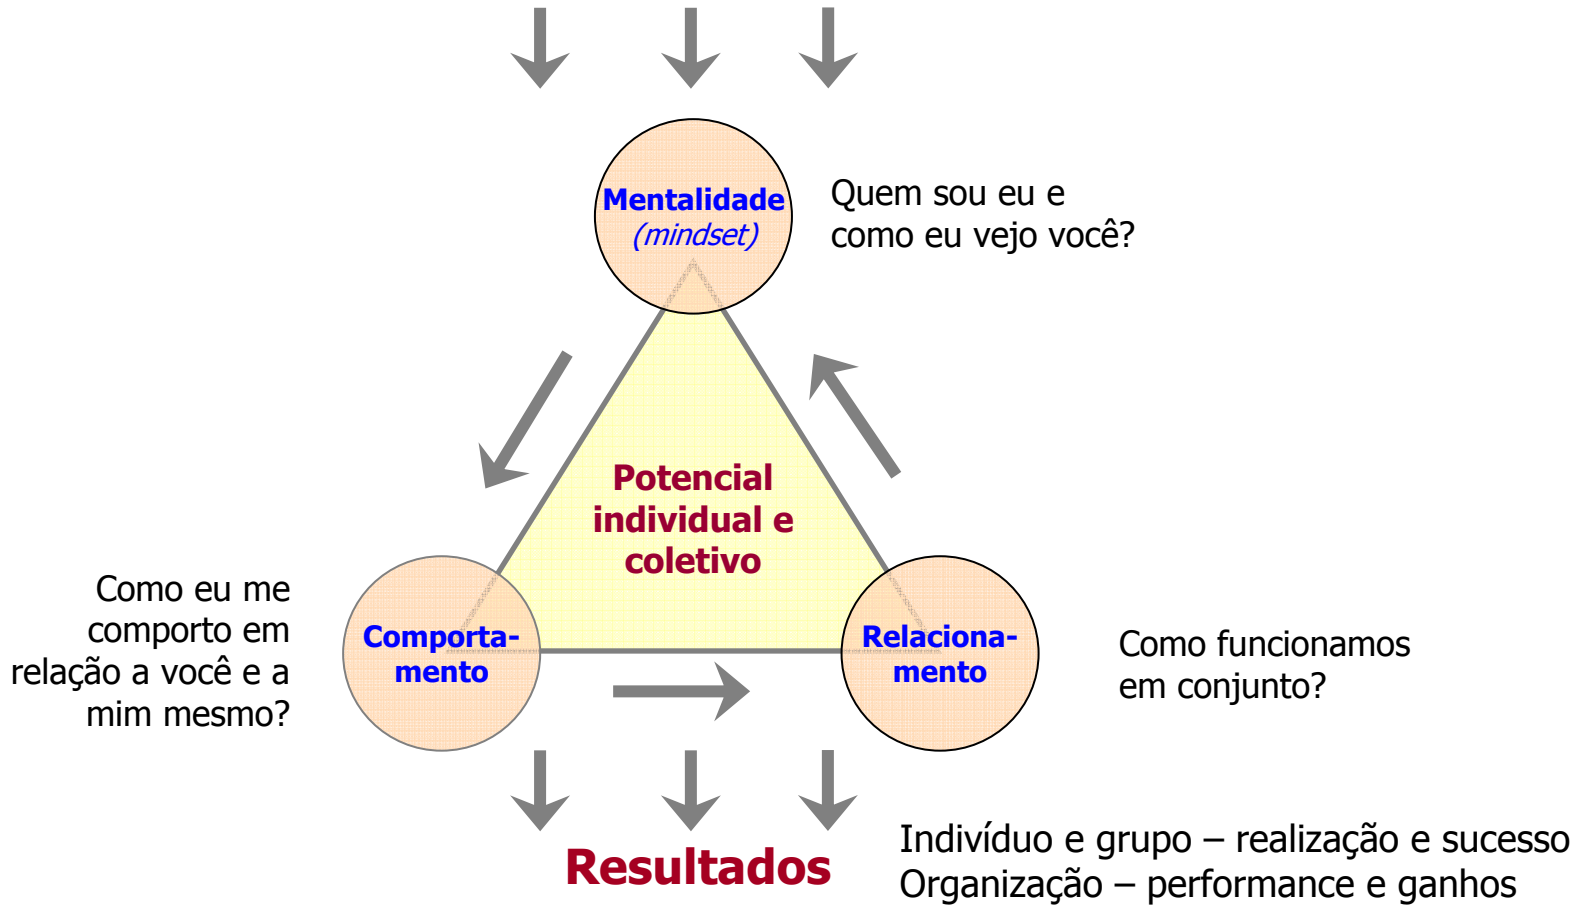 Mentalidade
(mindset)
Quem sou eu e
como eu vejo você?
Potencial
individual e
coletivo
Como eu me
comporto em
relação a você e a
mim mesmo?
Comporta-
mento
Relaciona-
mento
Como funcionamos
em conjunto?
Resultados
Indivíduo e grupo – realização e sucesso
Organização – performance e ganhos